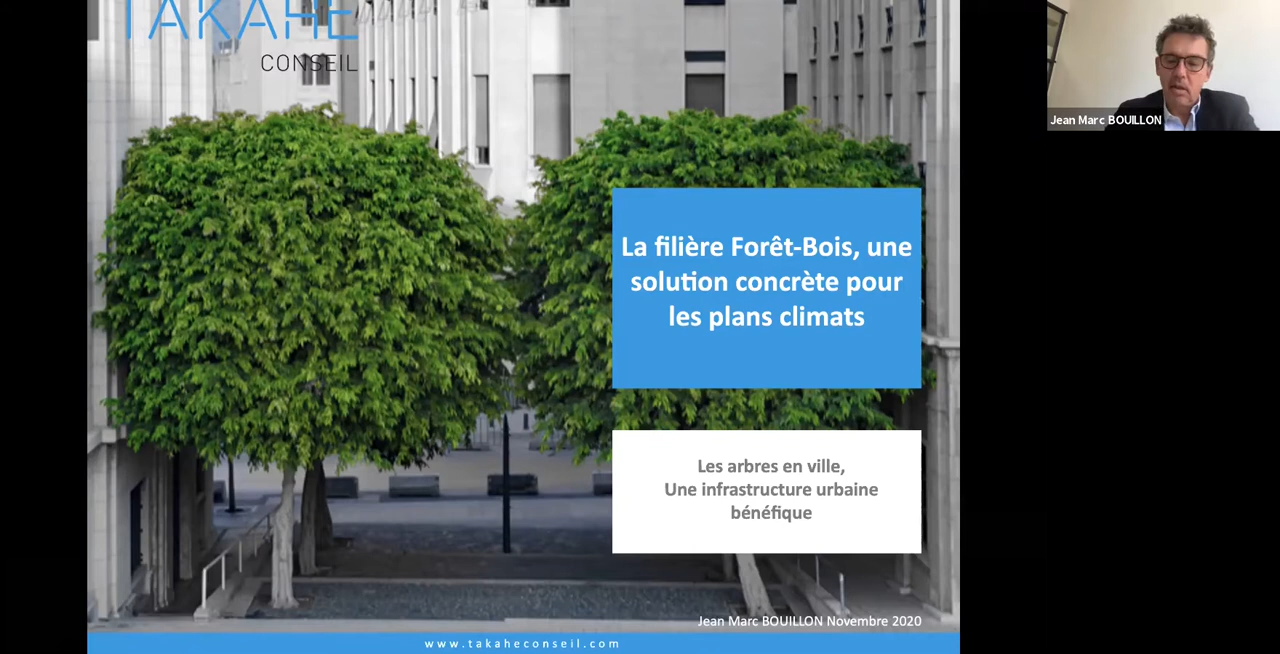 TAKAHE
CONSEIL
Jean Marc BOUILLON
La filière Forêt-Bois, une
solution concrète pour
les plans climats
Les arbres en ville,
Une infrastructure urbaine
bénéfique
Jean Marc BOUILLON Novembre 2020
www.takaheconseil.com